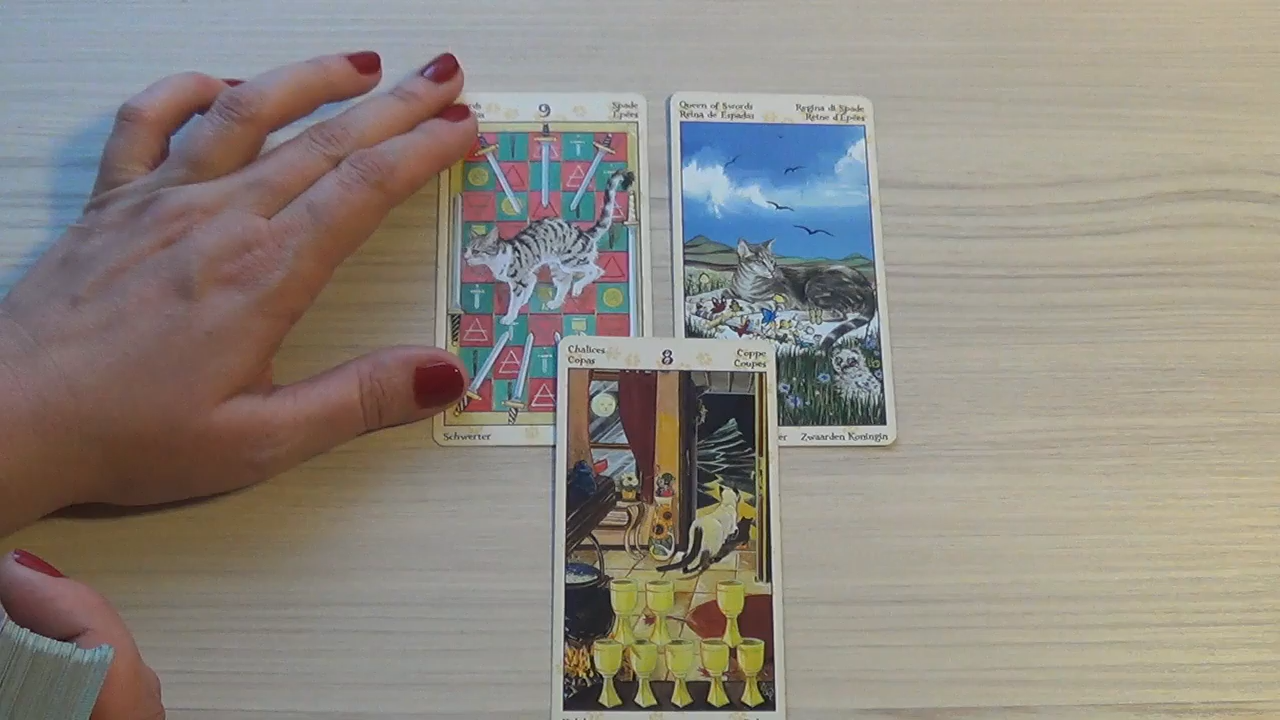 9
Spade
Epées
Schwerter
Queen of Swords
Reina de Espadas
Regina di Spade
Reine d'Epées
Zwaarden Koningin
Chalices
Copas
8
Coppe
Coupes